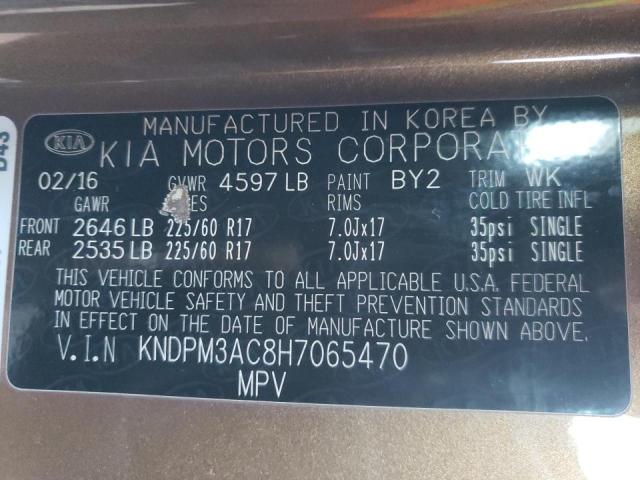 MANUFACTURED IN KOREA BY
KIA KIA MOTORS CORPORA
02/16 GVWR 4597 LB PAINT BY2 TRIM WK
GAWR RIMS COLD TIRE INFL
FRONT 2646 LB 225/60 R17 7.0Jx17 35psi SINGLE
REAR 2535 LB 225/60 R17 7.0Jx17 35psi SINGLE
THIS VEHICLE CONFORMS TO ALL APPLICABLE U.S.A. FEDERAL
MOTOR VEHICLE SAFETY AND THEFT PREVENTION STANDARDS
IN EFFECT ON THE DATE OF MANUFACTURE SHOWN ABOVE.
V.I.N KNDPM3AC8H7065470
MPV
D43